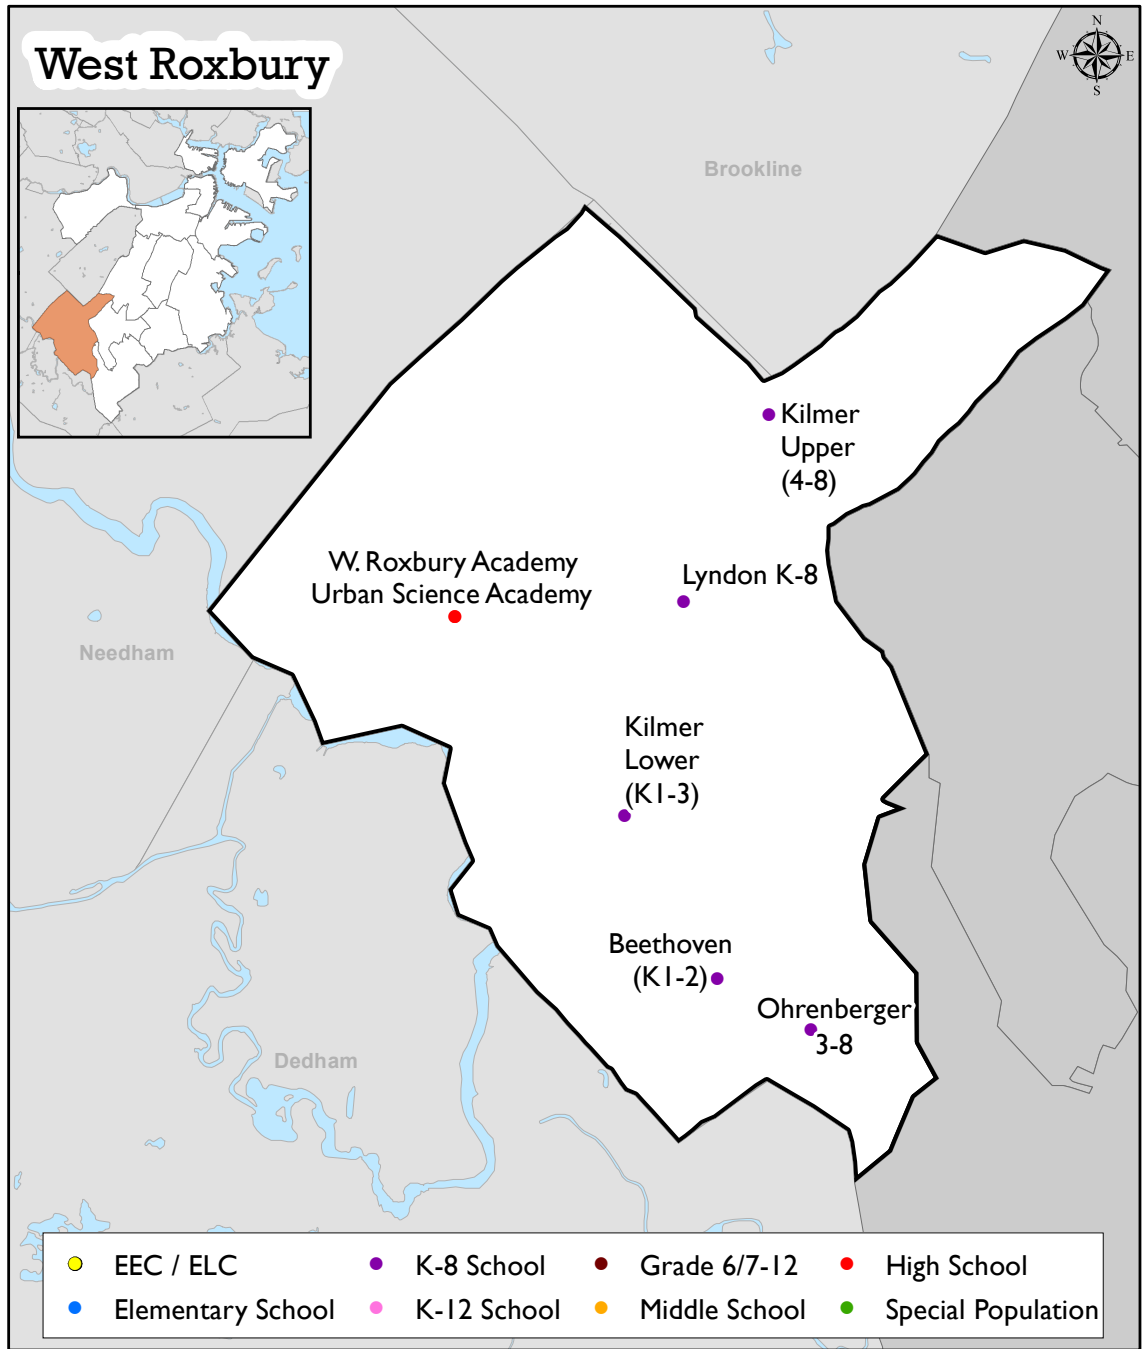 West Roxbury
N
W
E
S
Brookline
Kilmer
Upper
(4-8)
W. Roxbury Academy
Urban Science Academy
Lyndon K-8
Needham
Kilmer
Lower
(K1-3)
Beethoven
(K1-2)
Ohrenberger
3-8
Dedham
EEC / ELC
K-8 School
Grade 6/7-12
High School
Elementary School
K-12 School
Middle School
Special Population